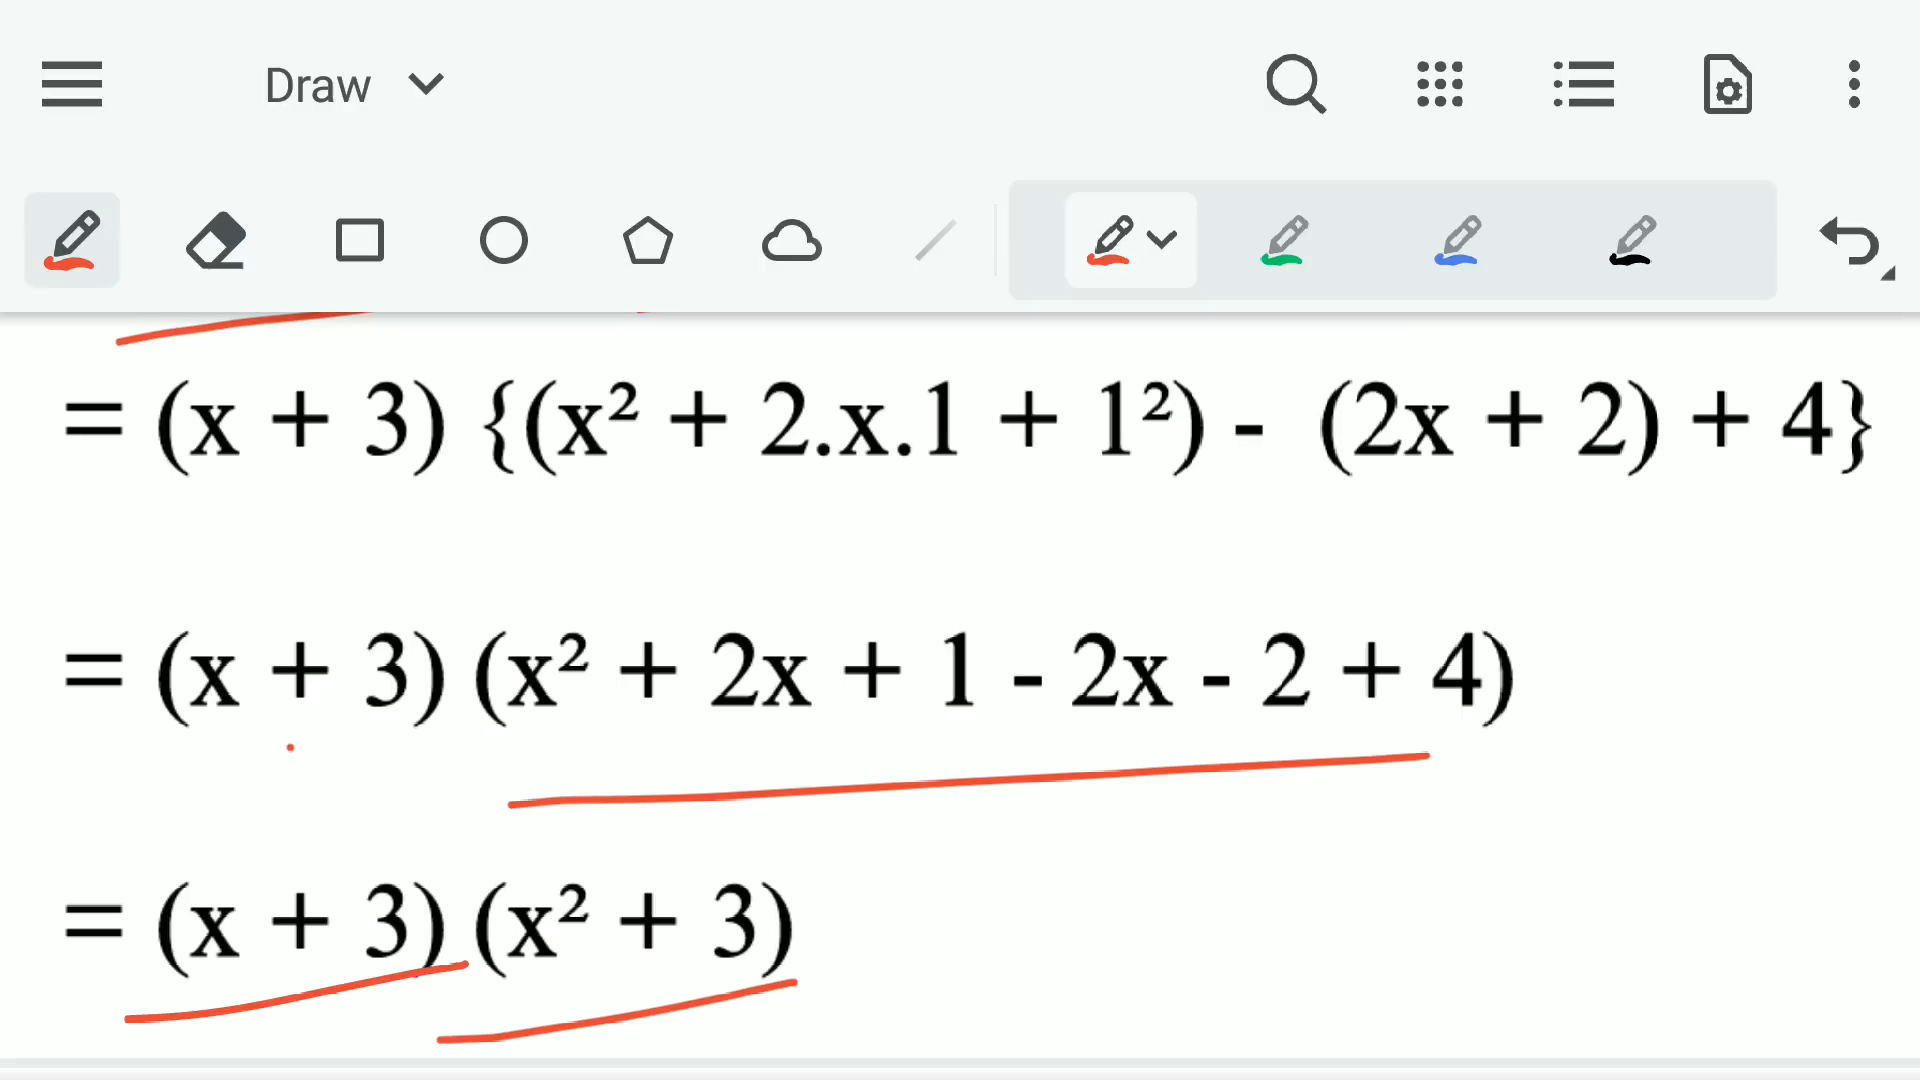 Draw
= (x + 3) {(x² + 2.x.1 + 1²) - (2x + 2) + 4}
= (x + 3) (x² + 2x + 1 - 2x - 2 + 4)
= (x + 3) (x² + 3)